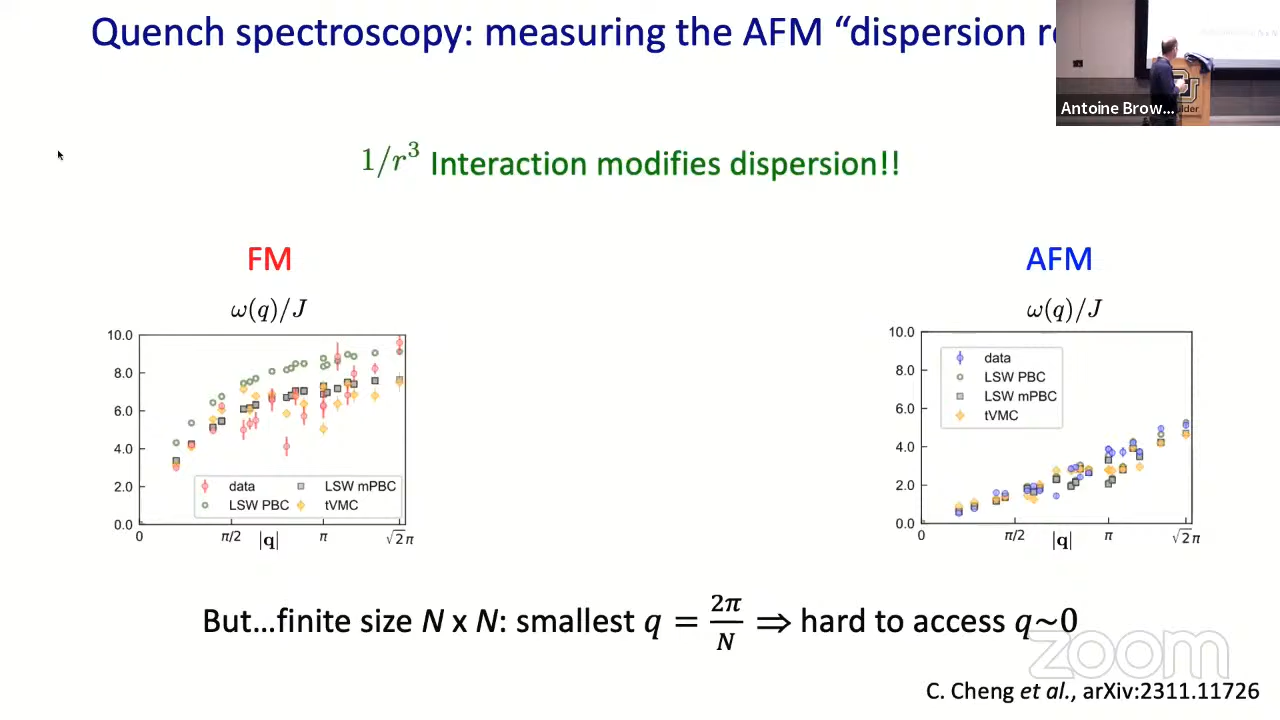 Quench spectroscopy: measuring the AFM “dispersion re
Antoine Brow...
1/r³ Interaction modifies dispersion!!
FM
AFM
ω(q)/J
ω(q)/J
10.0
8.0
6.0
4.0
2.0
0.0
data
LSW PBC
LSW mPBC
tVMC
0
π/2
|q|
π
√2π
10.0
8.0
6.0
4.0
2.0
0.0
data
LSW PBC
LSW mPBC
tVMC
0
π/2
|q|
π
√2π
But...finite size N x N: smallest q = 2π/N ⟹ hard to access q~0
zoom
C. Cheng et al., arXiv:2311.11726